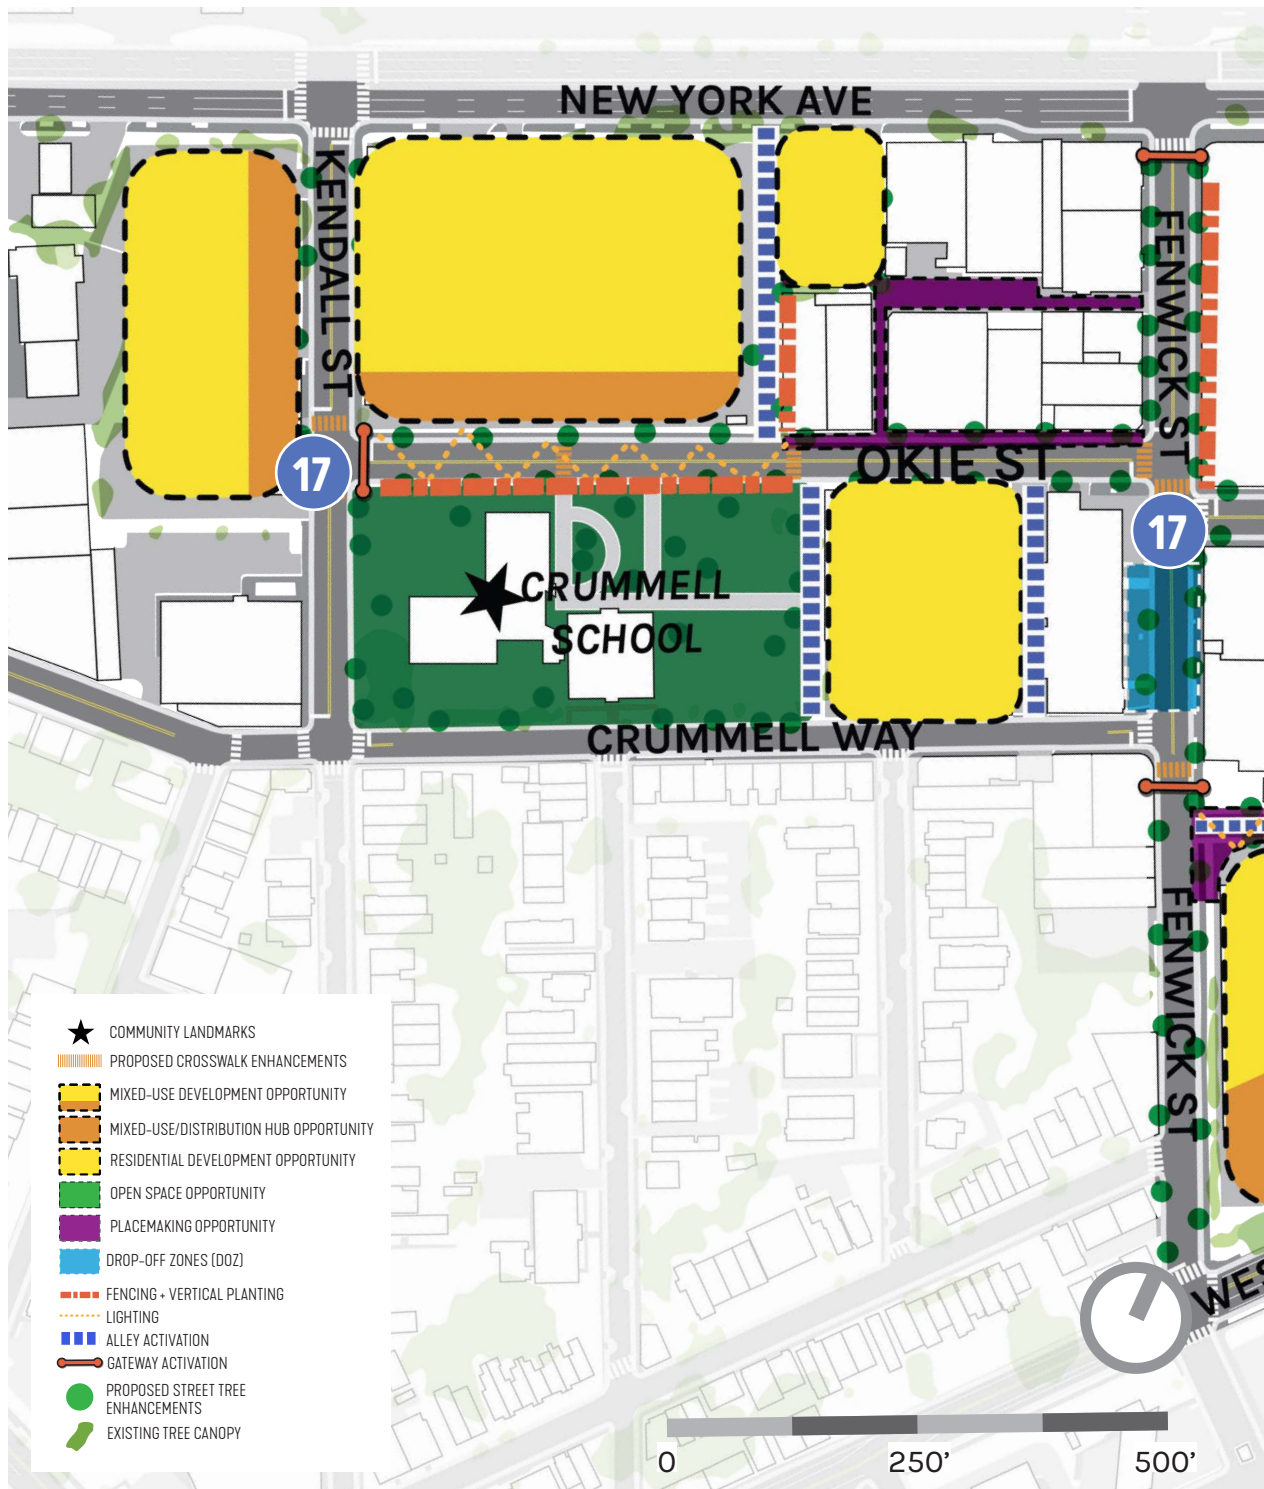 NEW YORK AVE
KENDALL ST
FENWICK ST
OKIE ST
17
17
CRUMMELL
SCHOOL
CRUMMELL WAY
FENWICK ST
WES
COMMUNITY LANDMARKS
PROPOSED CROSSWALK ENHANCEMENTS
MIXED-USE DEVELOPMENT OPPORTUNITY
MIXED-USE/DISTRIBUTION HUB OPPORTUNITY
RESIDENTIAL DEVELOPMENT OPPORTUNITY
OPEN SPACE OPPORTUNITY
PLACEMAKING OPPORTUNITY
DROP-OFF ZONES (DOZ)
FENCING + VERTICAL PLANTING
LIGHTING
ALLEY ACTIVATION
GATEWAY ACTIVATION
PROPOSED STREET TREE
ENHANCEMENTS
EXISTING TREE CANOPY
0 250' 500'